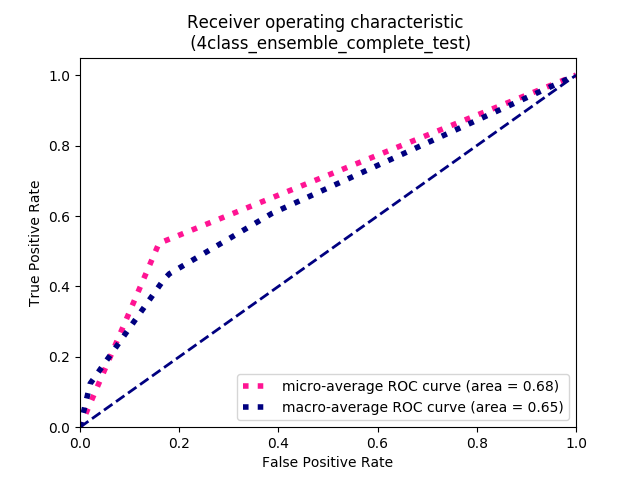 Receiver operating characteristic
(4class_ensemble_complete_test)
True Positive Rate
1.0
0.8
0.6
0.4
0.2
0.0
micro-average ROC curve (area = 0.68)
macro-average ROC curve (area = 0.65)
0.0 0.2 0.4 0.6 0.8 1.0
False Positive Rate